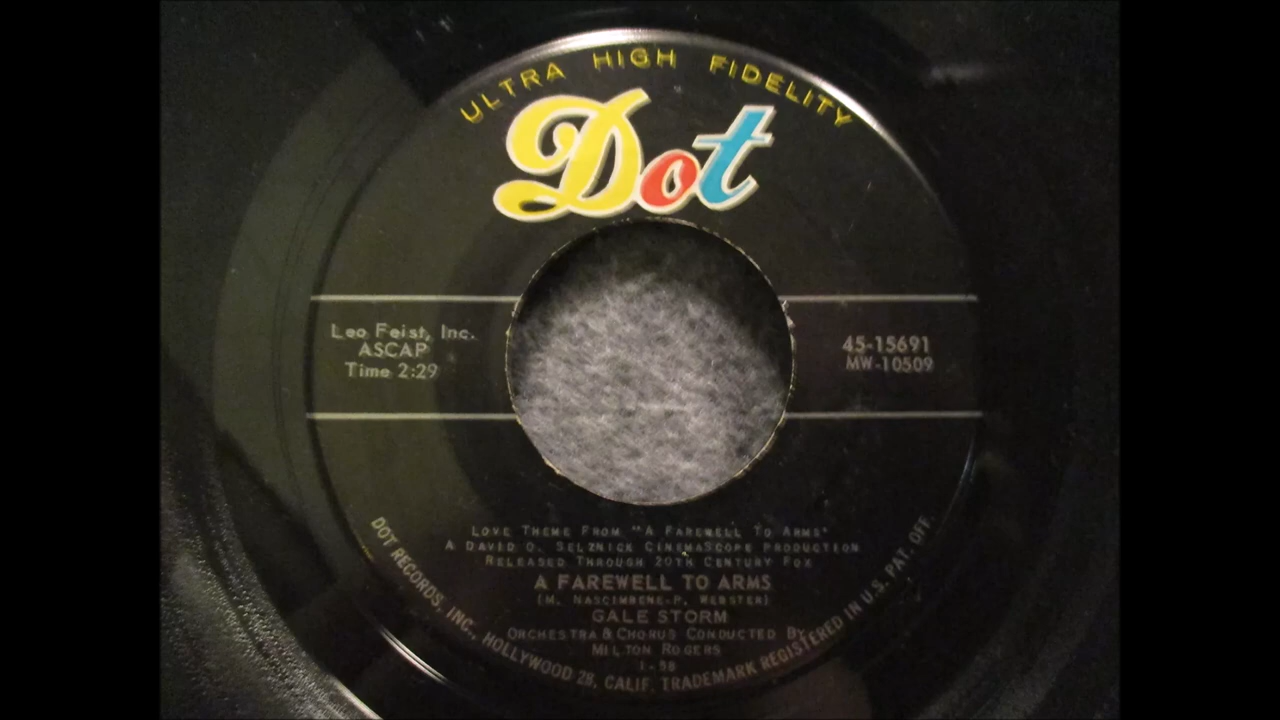 ULTRA HIGH FIDELITY
Dot
Leo Feist, Inc.
ASCAP
Time 2:29
45-15691
MW-10509
LOVE THEME FROM "A FAREWELL TO ARMS"
A DAVID O. SELZNICK CINEMASCOPE PRODUCTION
RELEASED THROUGH 20TH CENTURY FOX
A FAREWELL TO ARMS
(M. NASCIMBENE-P. WEBSTER)
GALE STORM
ORCHESTRA & CHORUS CONDUCTED BY
MILTON ROGERS
1-58
DOT RECORDS, INC., HOLLYWOOD 28, CALIF. TRADEMARK REGISTERED IN U.S. PAT. OFF.